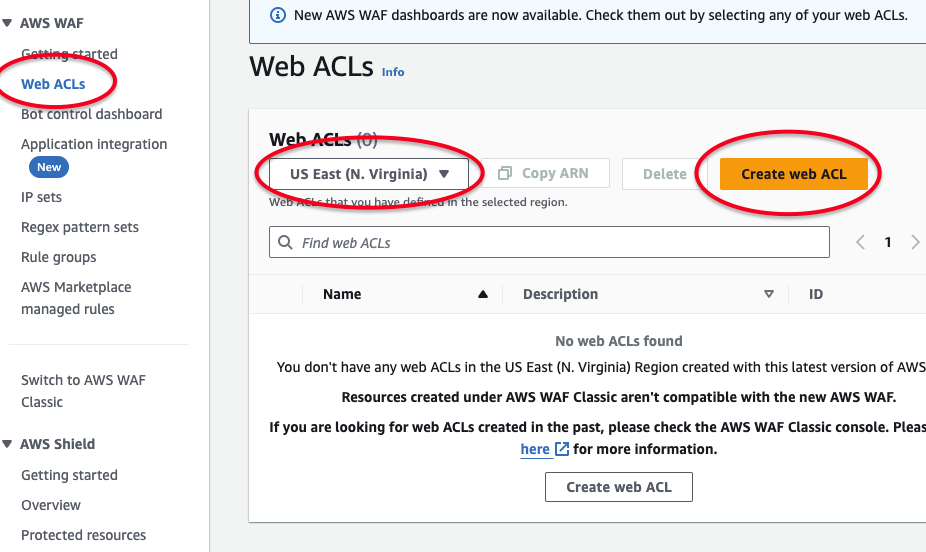 AWS WAF
Getting started
Web ACLs
Bot control dashboard
Application integration
New
IP sets
Regex pattern sets
Rule groups
AWS Marketplace
managed rules
Switch to AWS WAF
Classic
AWS Shield
Getting started
Overview
Protected resources
New AWS WAF dashboards are now available. Check them out by selecting any of your web ACLs.
Web ACLs Info
Web ACLs (0)
US East (N. Virginia)
Copy ARN
Delete
Create web ACL
Web ACLs that you have defined in the selected region.
Find web ACLs
1
Name
Description
ID
No web ACLs found
You don't have any web ACLs in the US East (N. Virginia) Region created with this latest version of AWS
Resources created under AWS WAF Classic aren't compatible with the new AWS WAF.
If you are looking for web ACLs created in the past, please check the AWS WAF Classic console. Pleas
here for more information.
Create web ACL